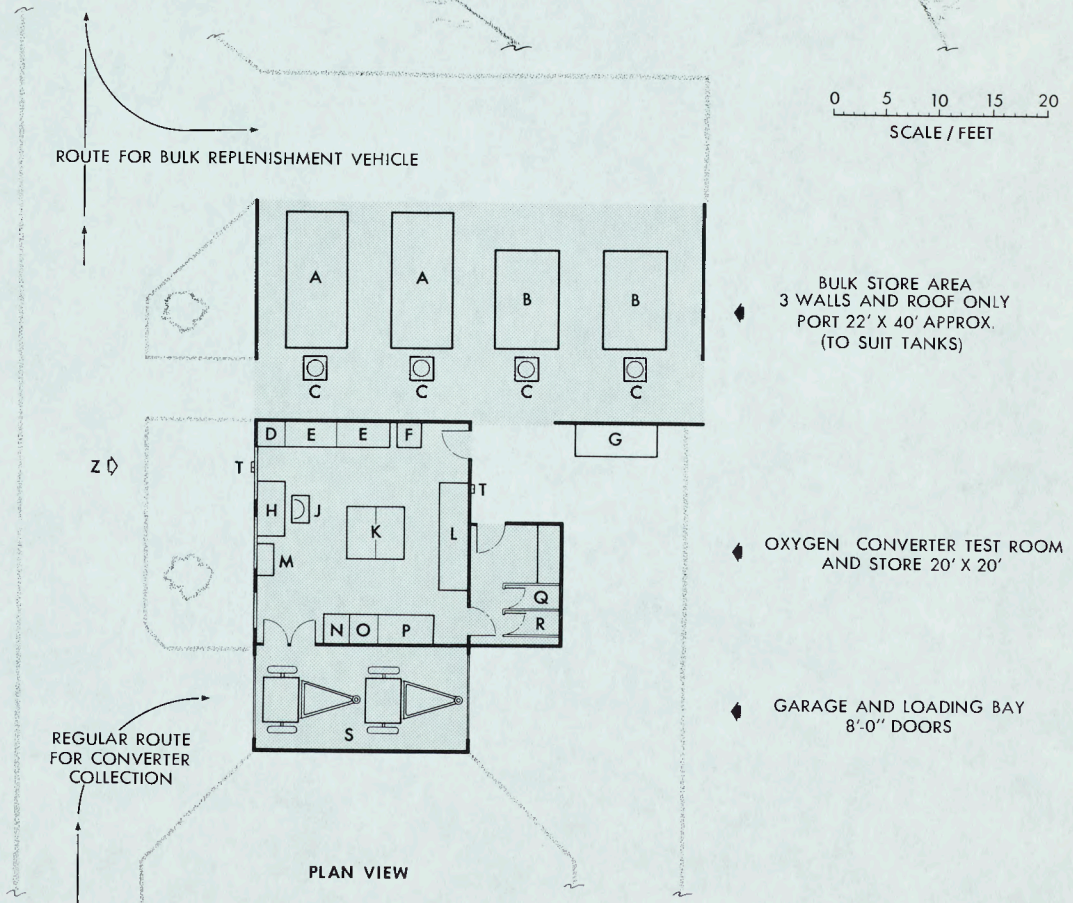 0 5 10 15 20
SCALE / FEET
ROUTE FOR BULK REPLENISHMENT VEHICLE
A A B B
BULK STORE AREA
3 WALLS AND ROOF ONLY
PORT 22' X 40' APPROX.
(TO SUIT TANKS)
C C C C
D E E F
G
Z T
T
H J K L
M
OXYGEN CONVERTER TEST ROOM
AND STORE 20' X 20'
Q
R
N O P
S
GARAGE AND LOADING BAY
8'-0" DOORS
REGULAR ROUTE
FOR CONVERTER
COLLECTION
PLAN VIEW